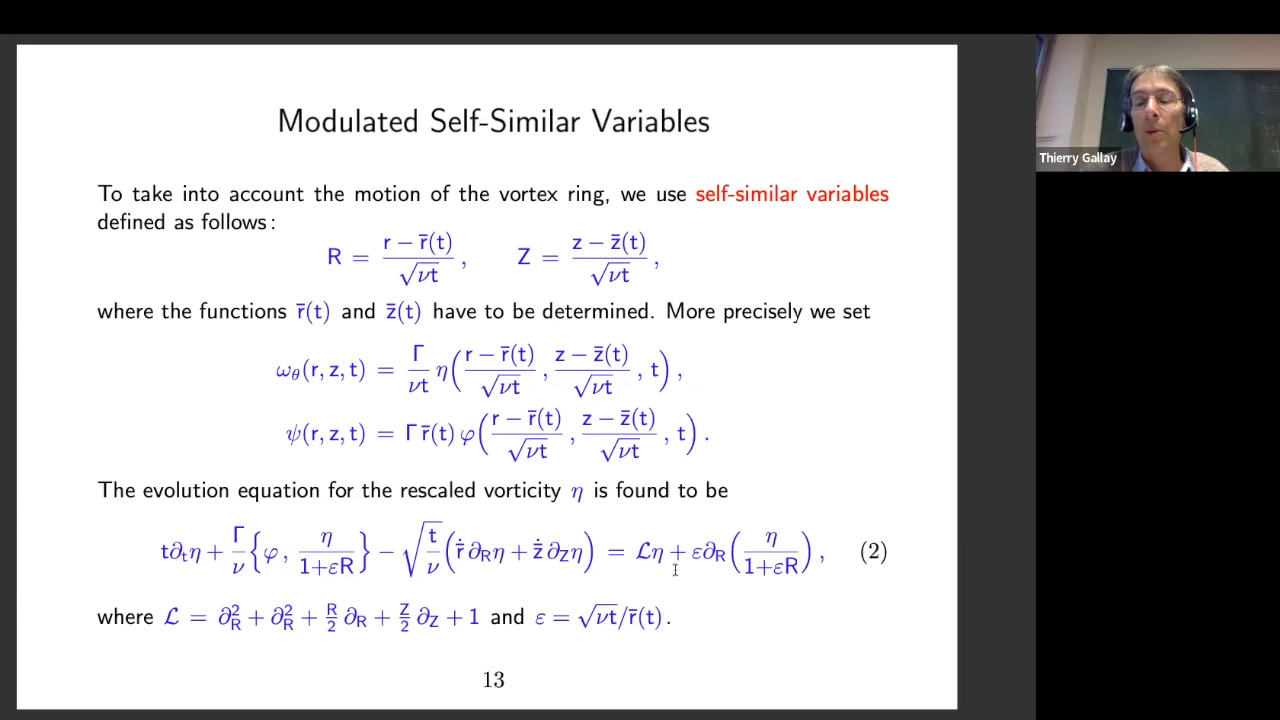 Modulated Self-Similar Variables
To take into account the motion of the vortex ring, we use self-similar variables
defined as follows :
R = (r − r̄(t))/√νt , Z = (z − z̄(t))/√νt ,
where the functions r̄(t) and z̄(t) have to be determined. More precisely we set
ω_θ(r, z, t) = Γ/νt η( (r − r̄(t))/√νt , (z − z̄(t))/√νt , t ) ,
ψ(r, z, t) = Γ r̄(t) φ( (r − r̄(t))/√νt , (z − z̄(t))/√νt , t ) .
The evolution equation for the rescaled vorticity η is found to be
t∂_tη + Γ/ν { φ , η/(1+εR) } − √(t/ν) ( r̄̇ ∂_Rη + z̄̇ ∂_Zη ) = ℒη + ε∂_R( η/(1+εR) ) , (2)
where ℒ = ∂²_R + ∂²_R + R/2 ∂_R + Z/2 ∂_Z + 1 and ε = √νt/r̄(t) .
13
Thierry Gallay